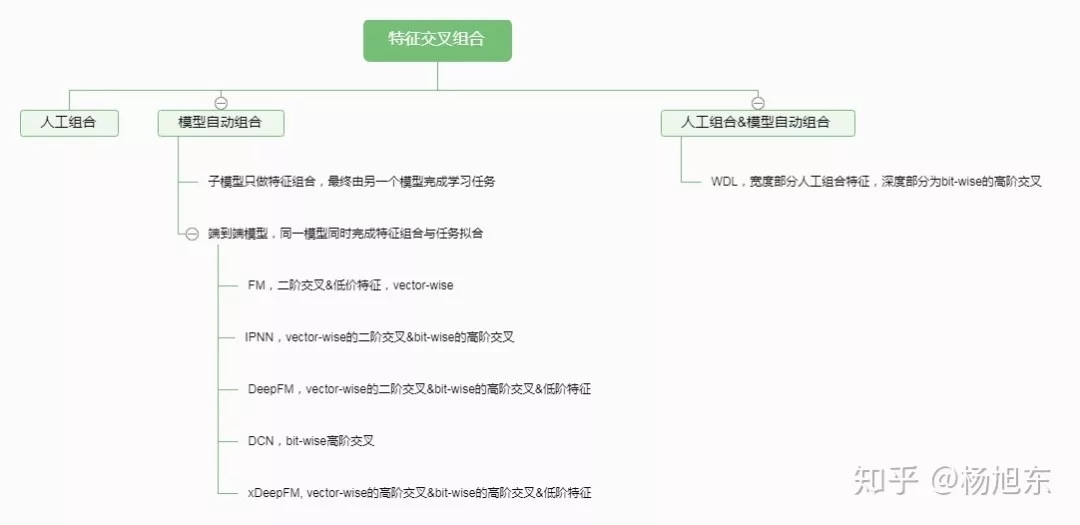 特征交叉组合
人工组合
模型自动组合
人工组合&模型自动组合
子模型只做特征组合，最终由另一个模型完成学习任务
WDL，宽度部分人工组合特征，深度部分为bit-wise的高阶交叉
端到端模型，同一模型同时完成特征组合与任务拟合
FM，二阶交叉&低价特征，vector-wise
IPNN，vector-wise的二阶交叉&bit-wise的高阶交叉
DeepFM，vector-wise的二阶交叉&bit-wise的高阶交叉&低阶特征
DCN，bit-wise高阶交叉
xDeepFM, vector-wise的高阶交叉&bit-wise的高阶交叉&低阶特征
知乎 @杨旭东